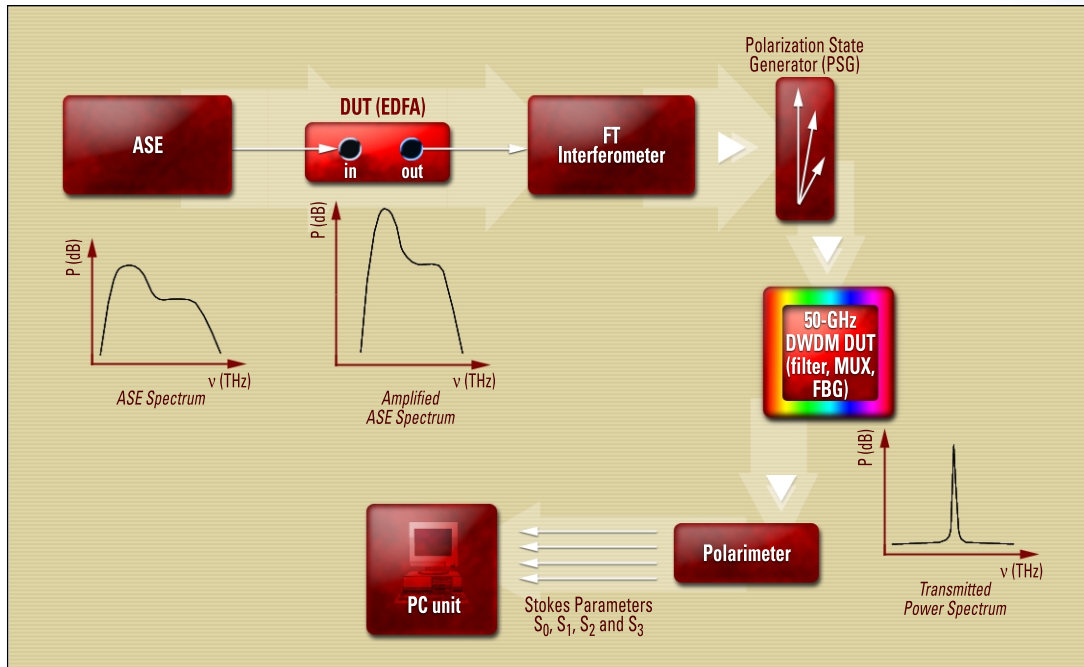 Polarization State
Generator (PSG)
ASE
DUT (EDFA)
in
out
FT
Interferometer
P (dB)
ν (THz)
ASE Spectrum
P (dB)
ν (THz)
Amplified
ASE Spectrum
50-GHz
DWDM DUT
(filter, MUX,
FBG)
P (dB)
ν (THz)
Transmitted
Power Spectrum
Polarimeter
Stokes Parameters
S₀, S₁, S₂ and S₃
PC unit